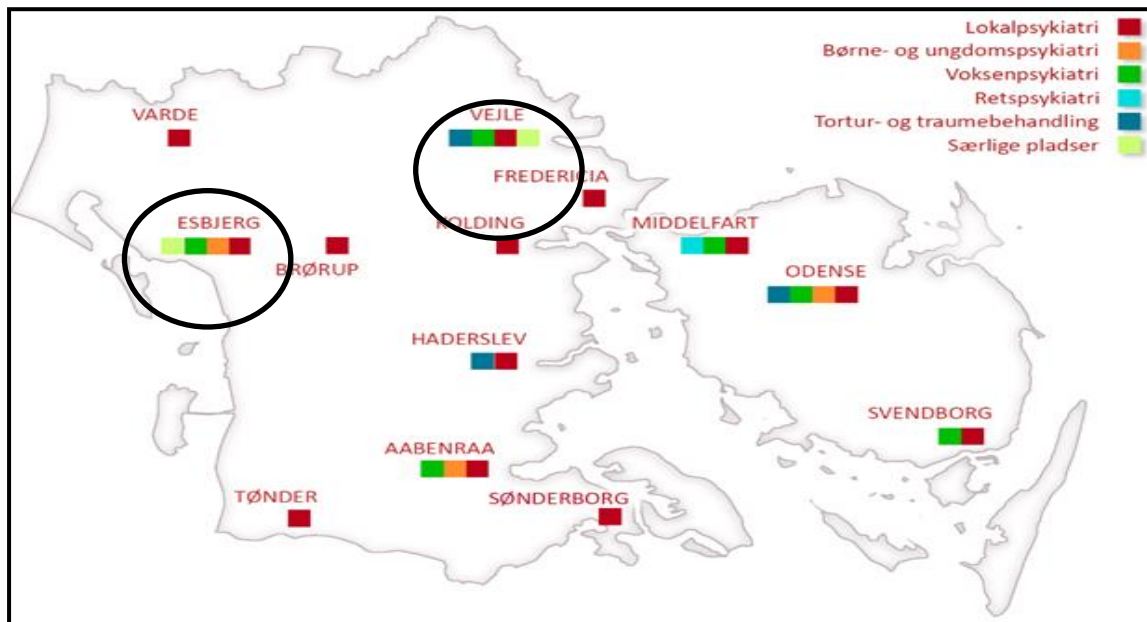 Lokalpsykiatri
Børne- og ungdomspsykiatri
Voksenpsykiatri
Retspsykiatri
Tortur- og traumebehandling
Særlige pladser
VARDE
VEJLE
FREDERICIA
ESBJERG
KOLDING
MIDDELFART
BRØRUP
ODENSE
HADERSLEV
SVENDBORG
AABENRAA
TØNDER
SØNDERBORG